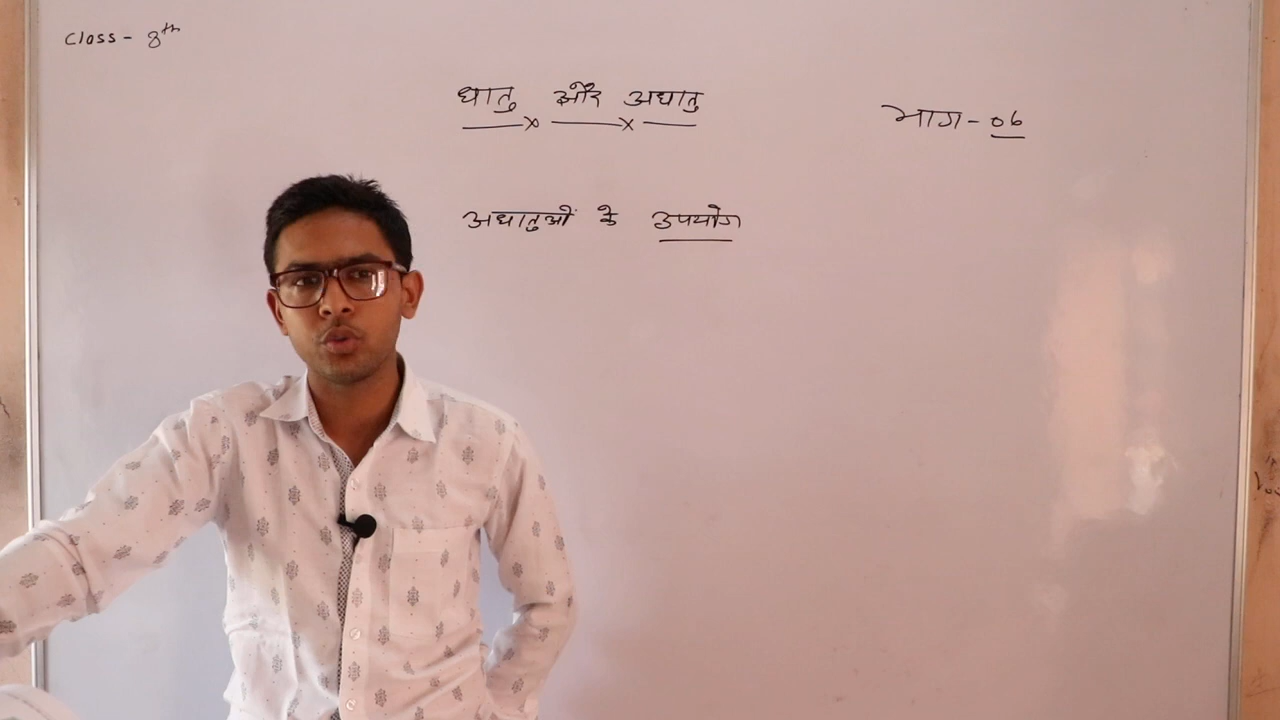 Class - 8th
धातु और अधातु
भाग - 06
अधातुओं के उपयोग